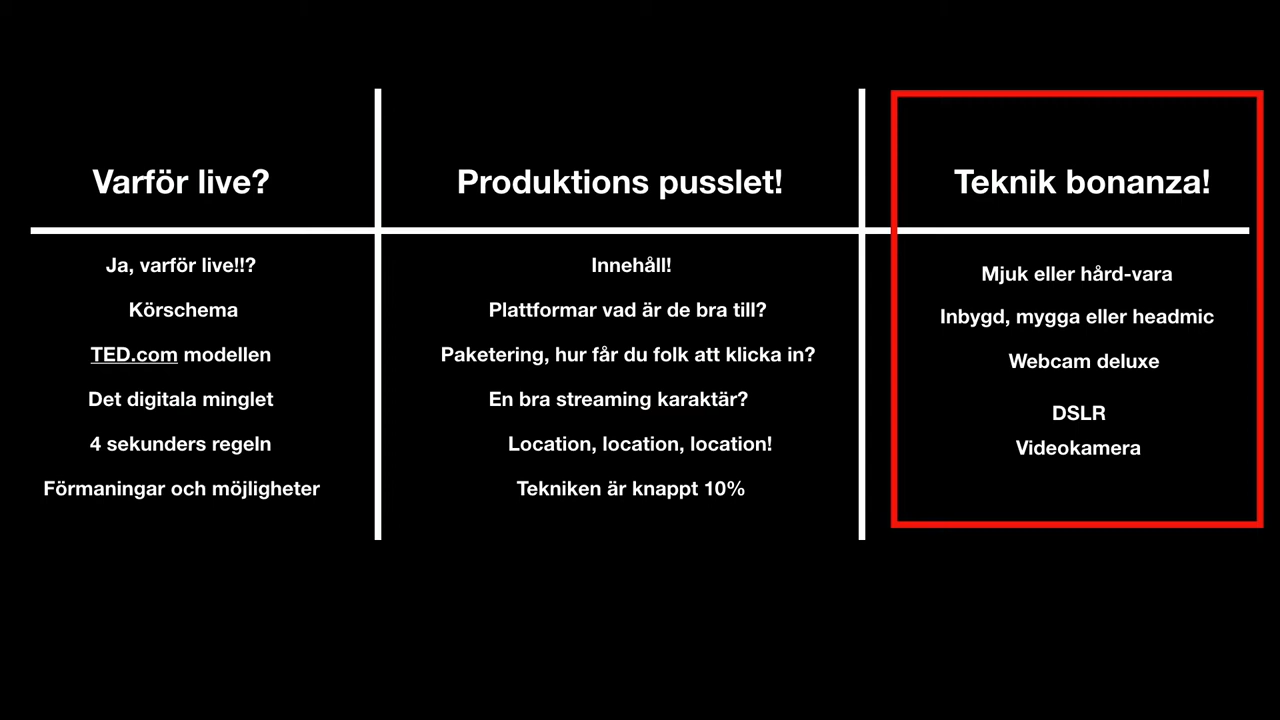 Varför live?
Ja, varför live!!?
Körschema
TED.com modellen
Det digitala minglet
4 sekunders regeln
Förmaningar och möjligheter
Produktions pusslet!
Innehåll!
Plattformar vad är de bra till?
Paketering, hur får du folk att klicka in?
En bra streaming karaktär?
Location, location, location!
Tekniken är knappt 10%
Teknik bonanza!
Mjuk eller hård-vara
Inbygd, mygga eller headmic
Webcam deluxe
DSLR
Videokamera